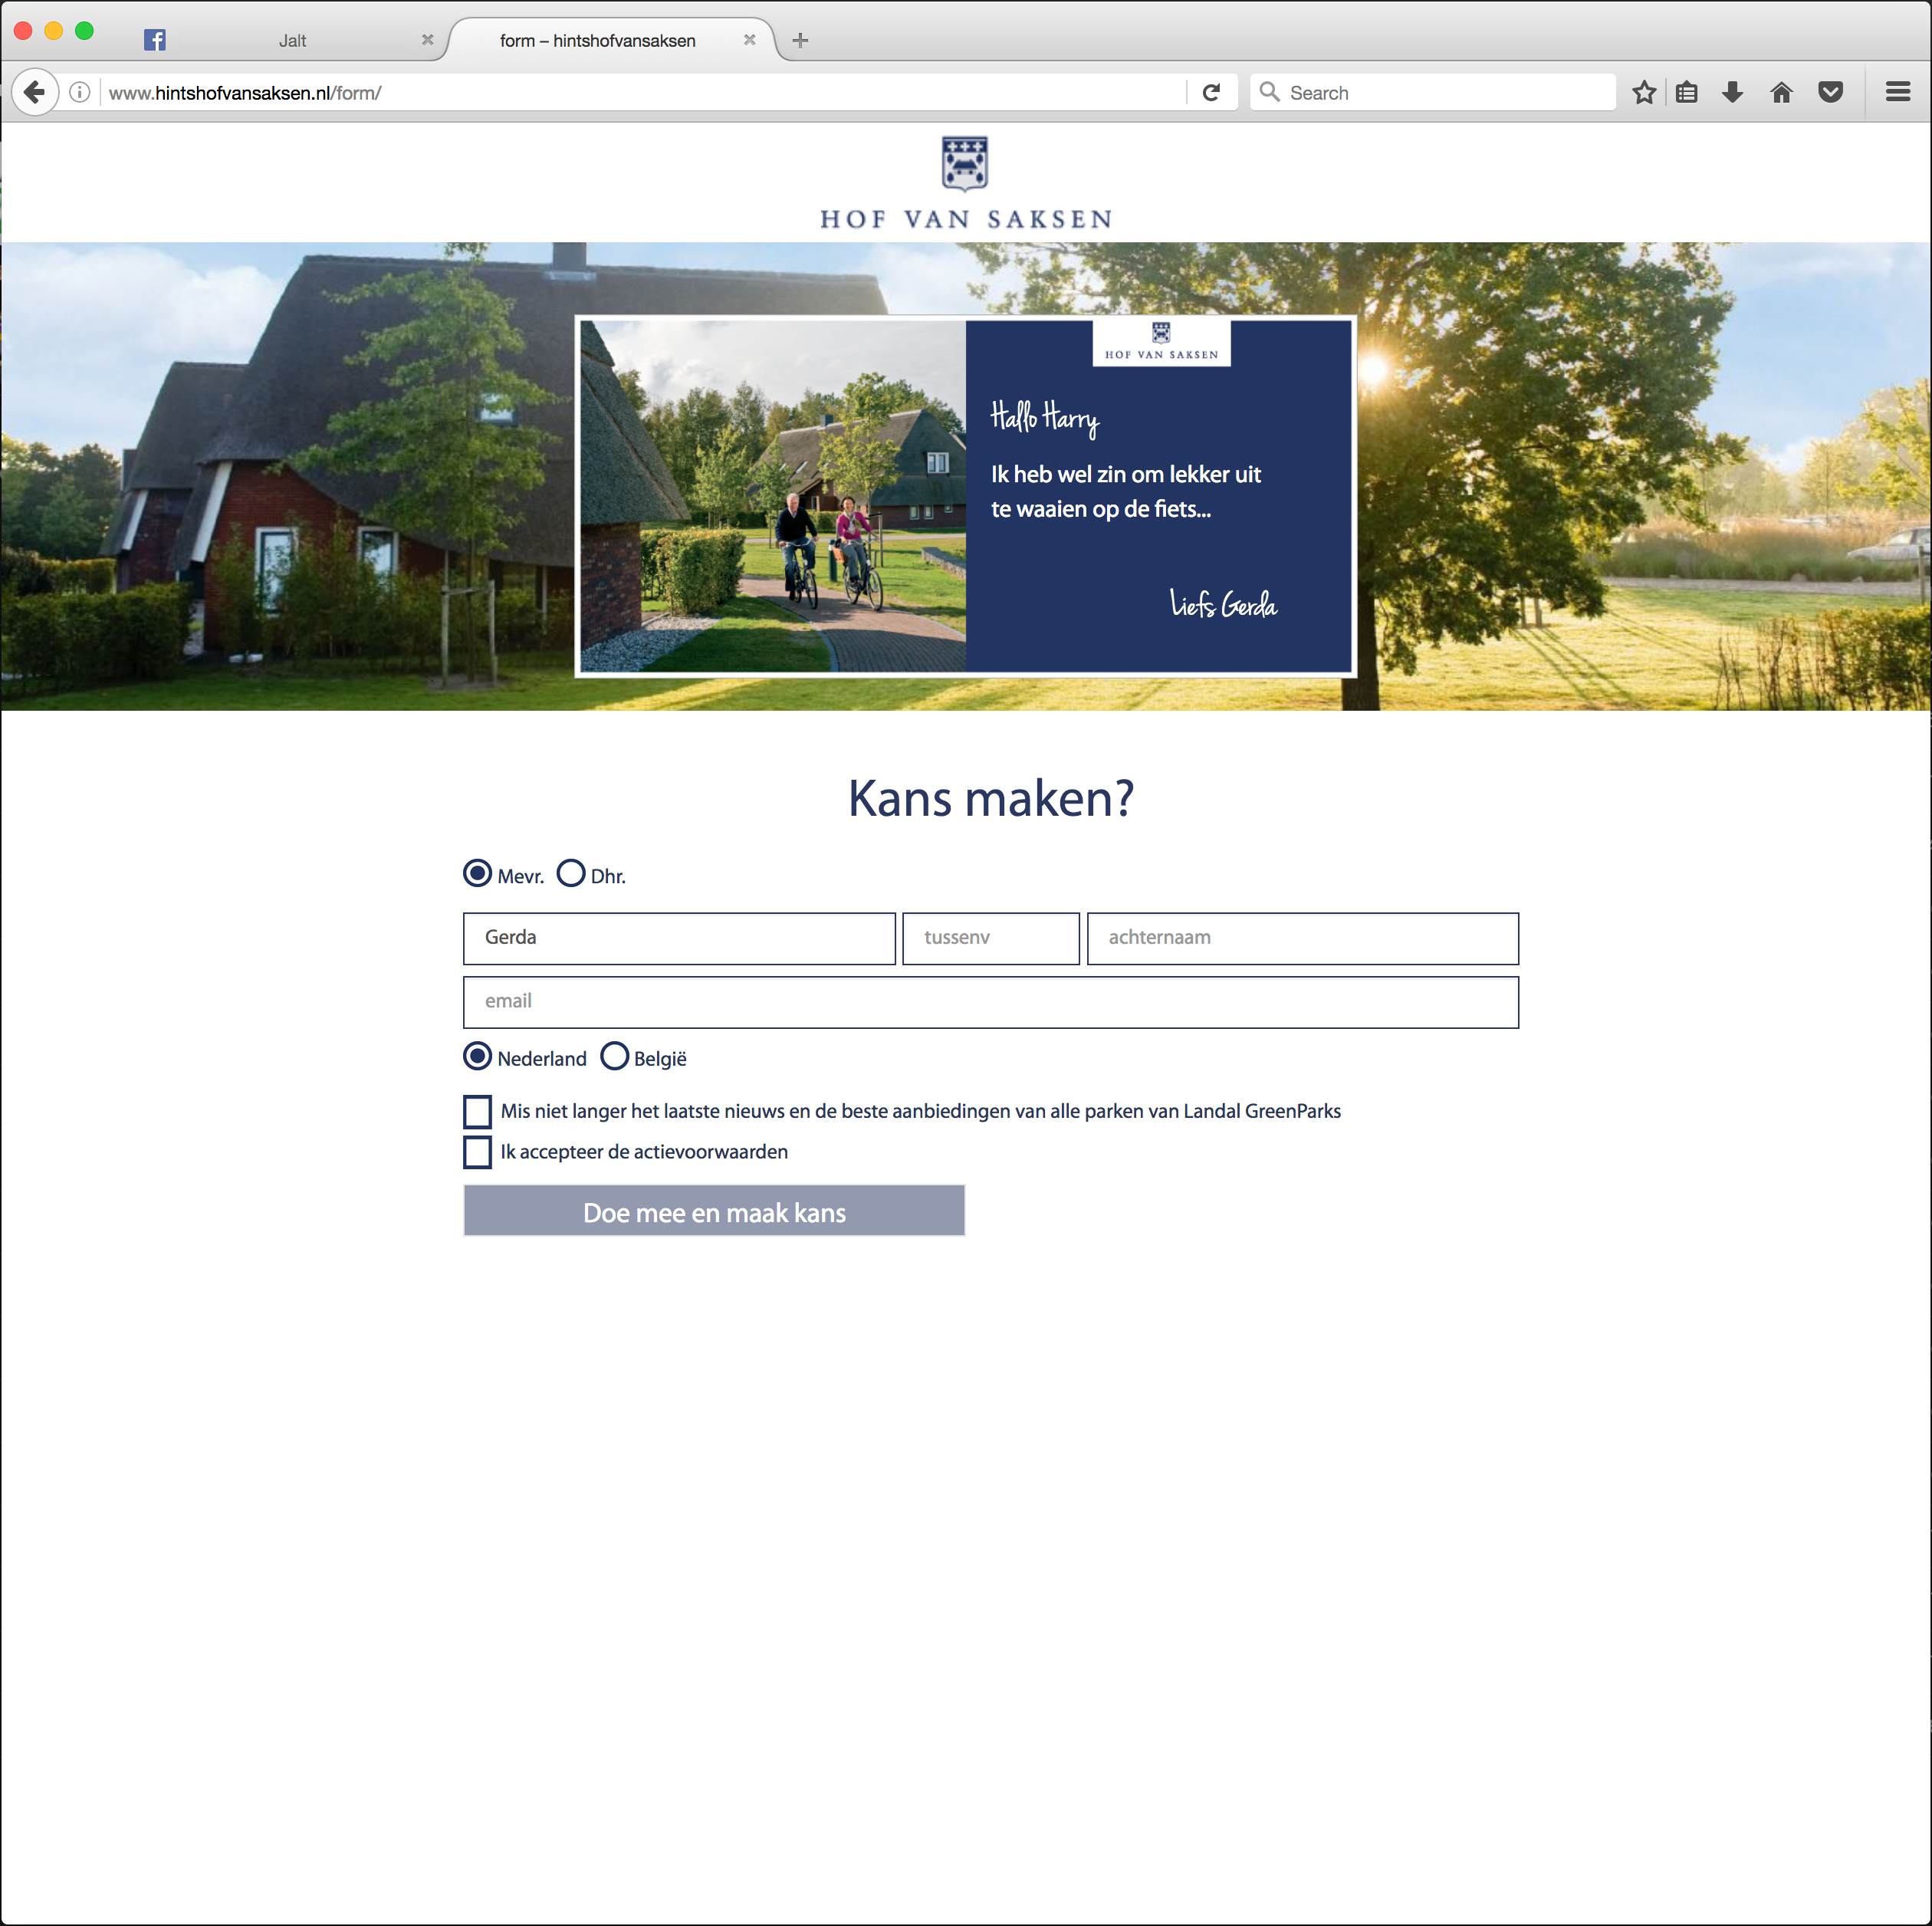 Jalt
form – hintshofvansaksen
www.hintshofvansaksen.nl/form/
Search
HOF VAN SAKSEN
HOF VAN SAKSEN
Hallo Harry
Ik heb wel zin om lekker uit
te waaien op de fiets...
Liefs Gerda
Kans maken?
Mevr. Dhr.
Gerda tussenv achternaam
email
Nederland België
Mis niet langer het laatste nieuws en de beste aanbiedingen van alle parken van Landal GreenParks
Ik accepteer de actievoorwaarden
Doe mee en maak kans